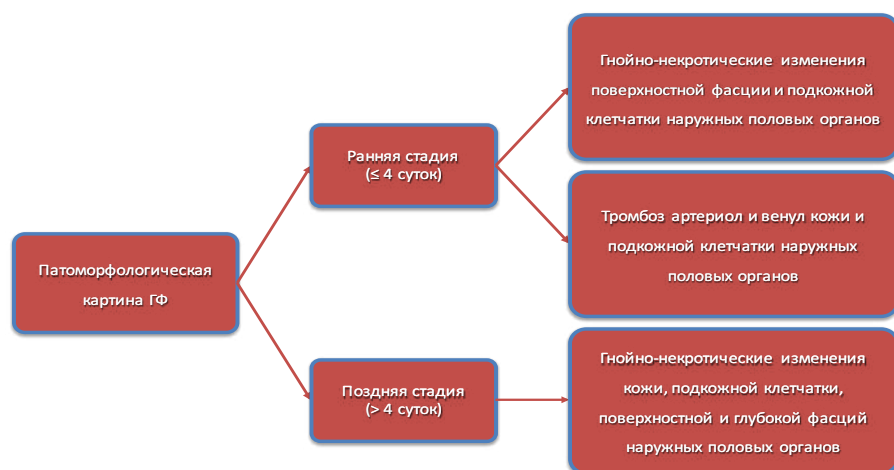 Патоморфологическая
картина ГФ
Ранняя стадия
(≤ 4 суток)
Гнойно-некротические изменения
поверхностной фасции и подкожной
клетчатки наружных половых органов
Тромбоз артериол и венул кожи и
подкожной клетчатки наружных
половых органов
Поздняя стадия
(> 4 суток)
Гнойно-некротические изменения
кожи, подкожной клетчатки,
поверхностной и глубокой фасций
наружных половых органов